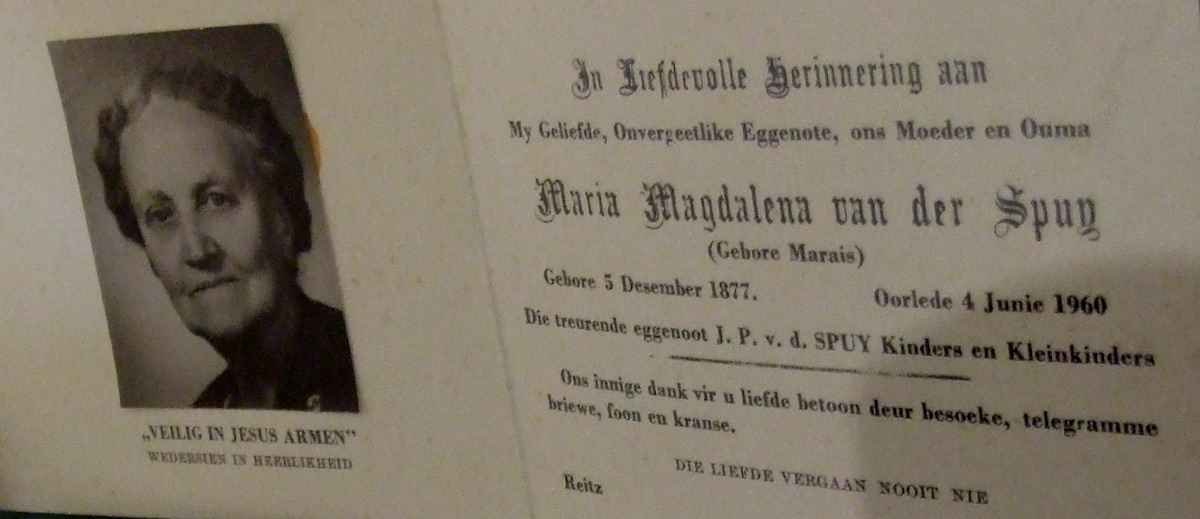 „VEILIG IN JESUS ARMEN”
WEDERSIEN IN HEERLIKHEID
In Liefdevolle Herinnering aan
My Geliefde, Onvergeetlike Eggenote, ons Moeder en Ouma
Maria Magdalena van der Spuy
(Gebore Marais)
Gebore 5 Desember 1877. Oorlede 4 Junie 1960
Die treurende eggenoot J. P. v. d. SPUY Kinders en Kleinkinders
Ons innige dank vir u liefde betoon deur besoeke, telegramme
briewe, foon en kranse.
DIE LIEFDE VERGAAN NOOIT NIE
Reitz